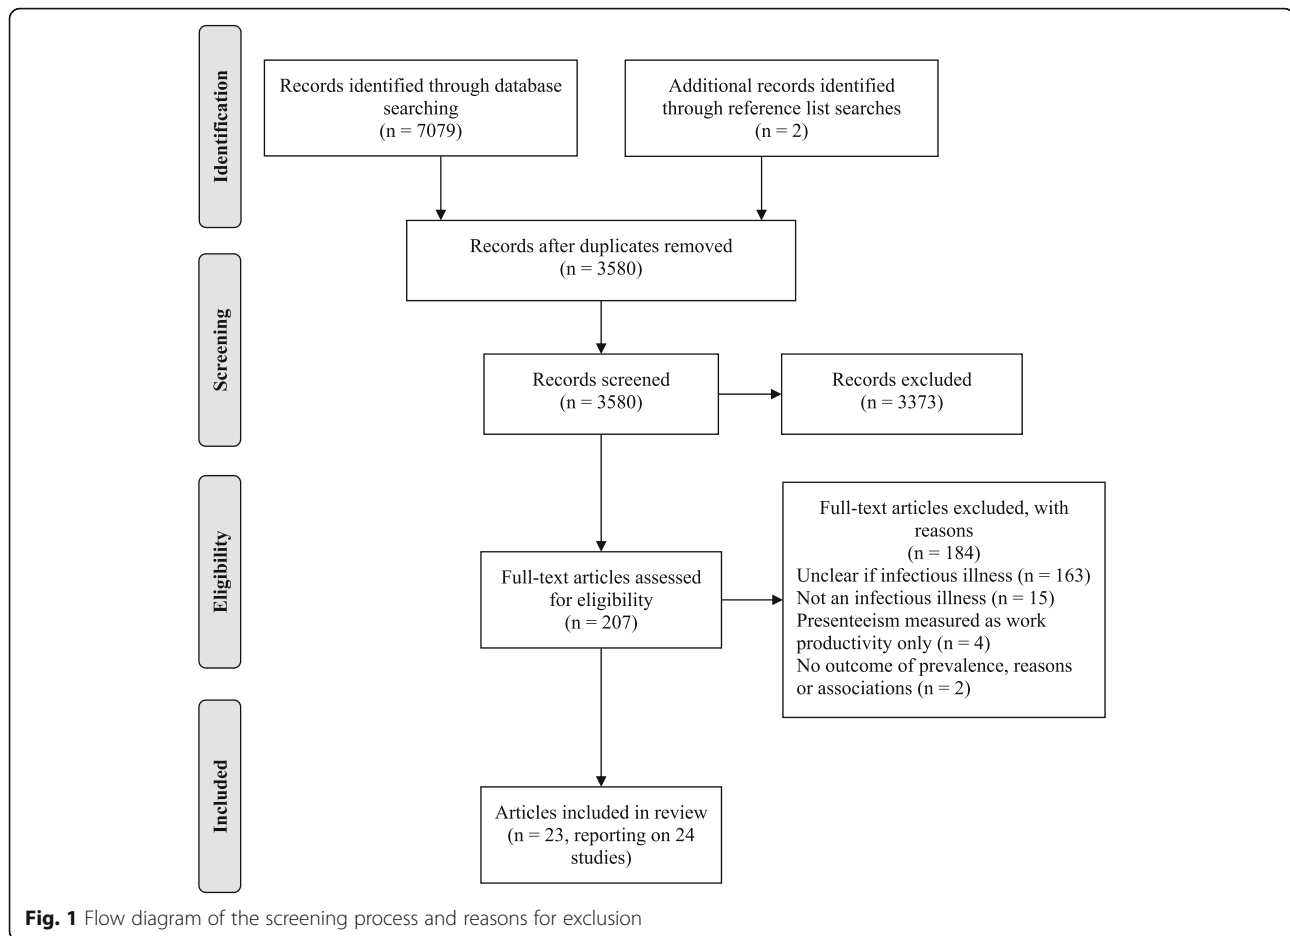 Identification
Records identified through database
searching
(n = 7079)
Additional records identified
through reference list searches
(n = 2)
Records after duplicates removed
(n = 3580)
Screening
Records screened
(n = 3580)
Records excluded
(n = 3373)
Eligibility
Full-text articles assessed
for eligibility
(n = 207)
Full-text articles excluded, with
reasons
(n = 184)
Unclear if infectious illness (n = 163)
Not an infectious illness (n = 15)
Presenteeism measured as work
productivity only (n = 4)
No outcome of prevalence, reasons
or associations (n = 2)
Included
Articles included in review
(n = 23, reporting on 24
studies)
Fig. 1 Flow diagram of the screening process and reasons for exclusion